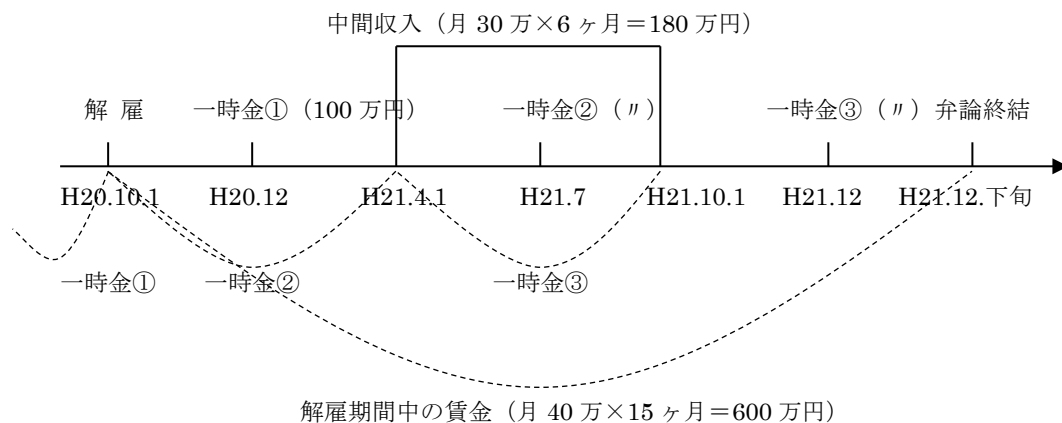 中間収入（月 30 万×6 ヶ月＝180 万円）
解 雇 一時金①（100 万円） 一時金②（〃） 一時金③（〃）弁論終結
H20.10.1 H20.12 H21.4.1 H21.7 H21.10.1 H21.12 H21.12.下旬
一時金① 一時金② 一時金③
解雇期間中の賃金（月 40 万×15 ヶ月＝600 万円）